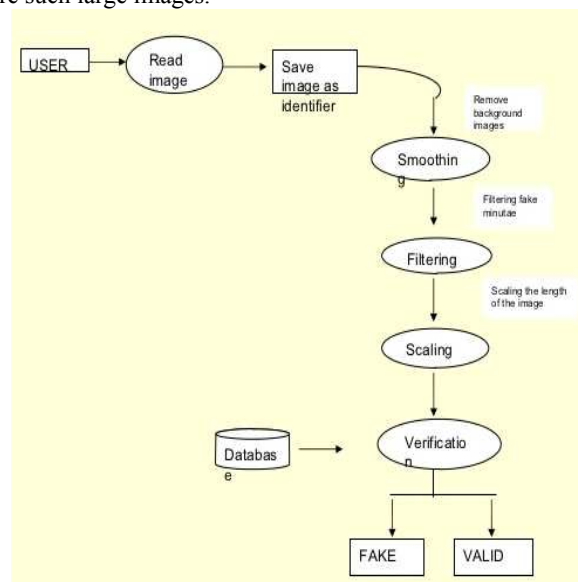 re such large images.
USER
Read
image
Save
image as
identifier
Remove
background
images
Smoothin
g
Filtering fake
minutae
Filtering
Scaling the length
of the image
Scaling
Databas
e
Verificatio
n
FAKE
VALID